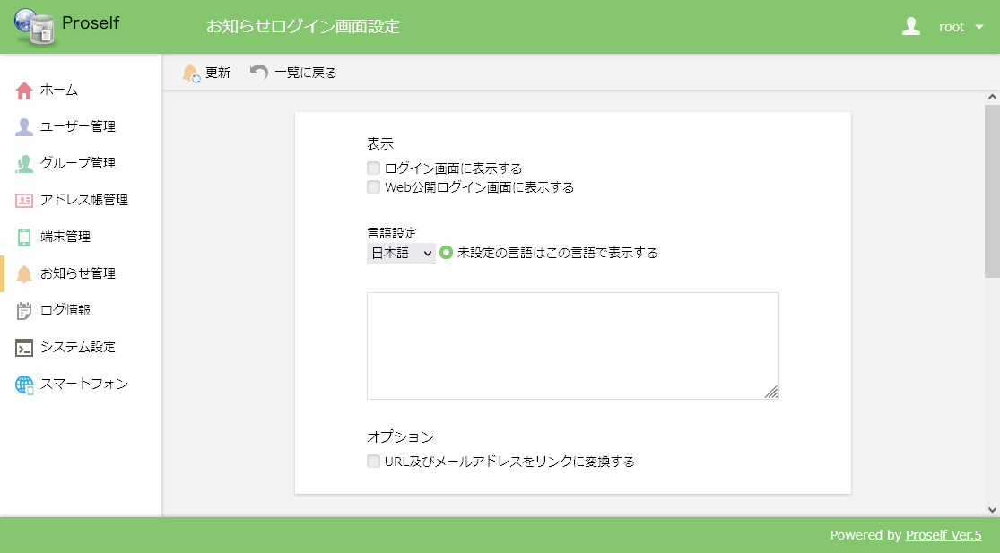 Proself
お知らせログイン画面設定
root
ホーム
ユーザー管理
グループ管理
アドレス帳管理
端末管理
お知らせ管理
ログ情報
システム設定
スマートフォン
更新
一覧に戻る
表示
ログイン画面に表示する
Web公開ログイン画面に表示する
言語設定
日本語
未設定の言語はこの言語で表示する
オプション
URL及びメールアドレスをリンクに変換する
Powered by Proself Ver.5